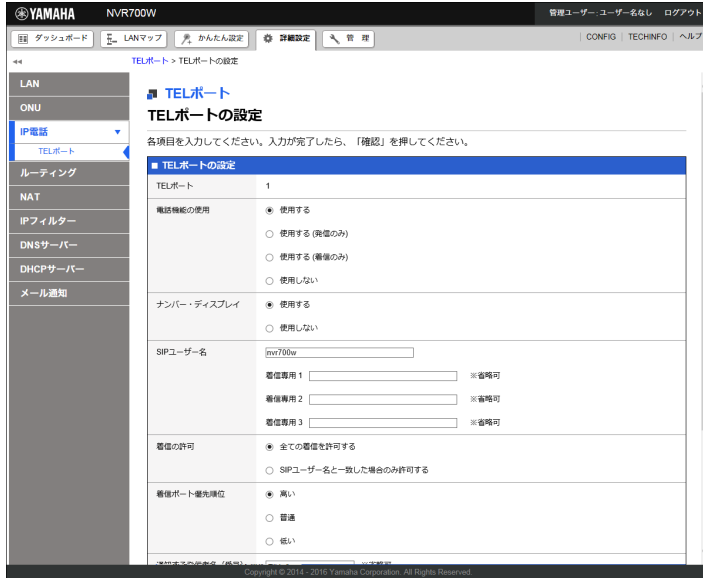 YAMAHA NVR700W 管理ユーザー:ユーザー名なし ログアウト
ダッシュボード LANマップ かんたん設定 詳細設定 管 理 CONFIG TECHINFO ヘルプ
TELポート > TELポートの設定
LAN
ONU
IP電話
TELポート
ルーティング
NAT
IPフィルター
DNSサーバー
DHCPサーバー
メール通知
TELポート
TELポートの設定
各項目を入力してください。入力が完了したら、「確認」を押してください。
■ TELポートの設定
TELポート 1
電話機能の使用 使用する
使用する (発信のみ)
使用する (着信のみ)
使用しない
ナンバー・ディスプレイ 使用する
使用しない
SIPユーザー名 nvr700w
着信専用 1 ※省略可
着信専用 2 ※省略可
着信専用 3 ※省略可
着信の許可 全ての着信を許可する
SIPユーザー名と一致した場合のみ許可する
着信ポート優先順位 高い
普通
低い
Copyright © 2014 - 2016 Yamaha Corporation. All Rights Reserved.